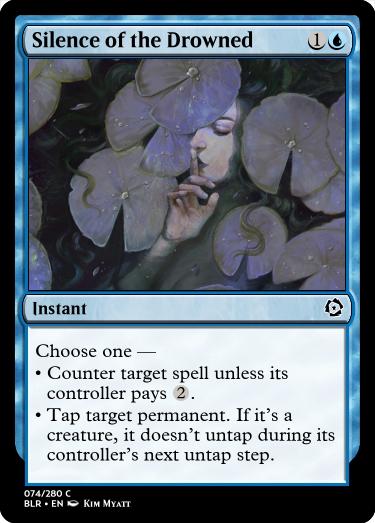 Silence of the Drowned 1
Instant
Choose one —
• Counter target spell unless its
controller pays 2.
• Tap target permanent. If it's a
creature, it doesn't untap during its
controller's next untap step.
074/280 C
BLR • EN Kim Myatt